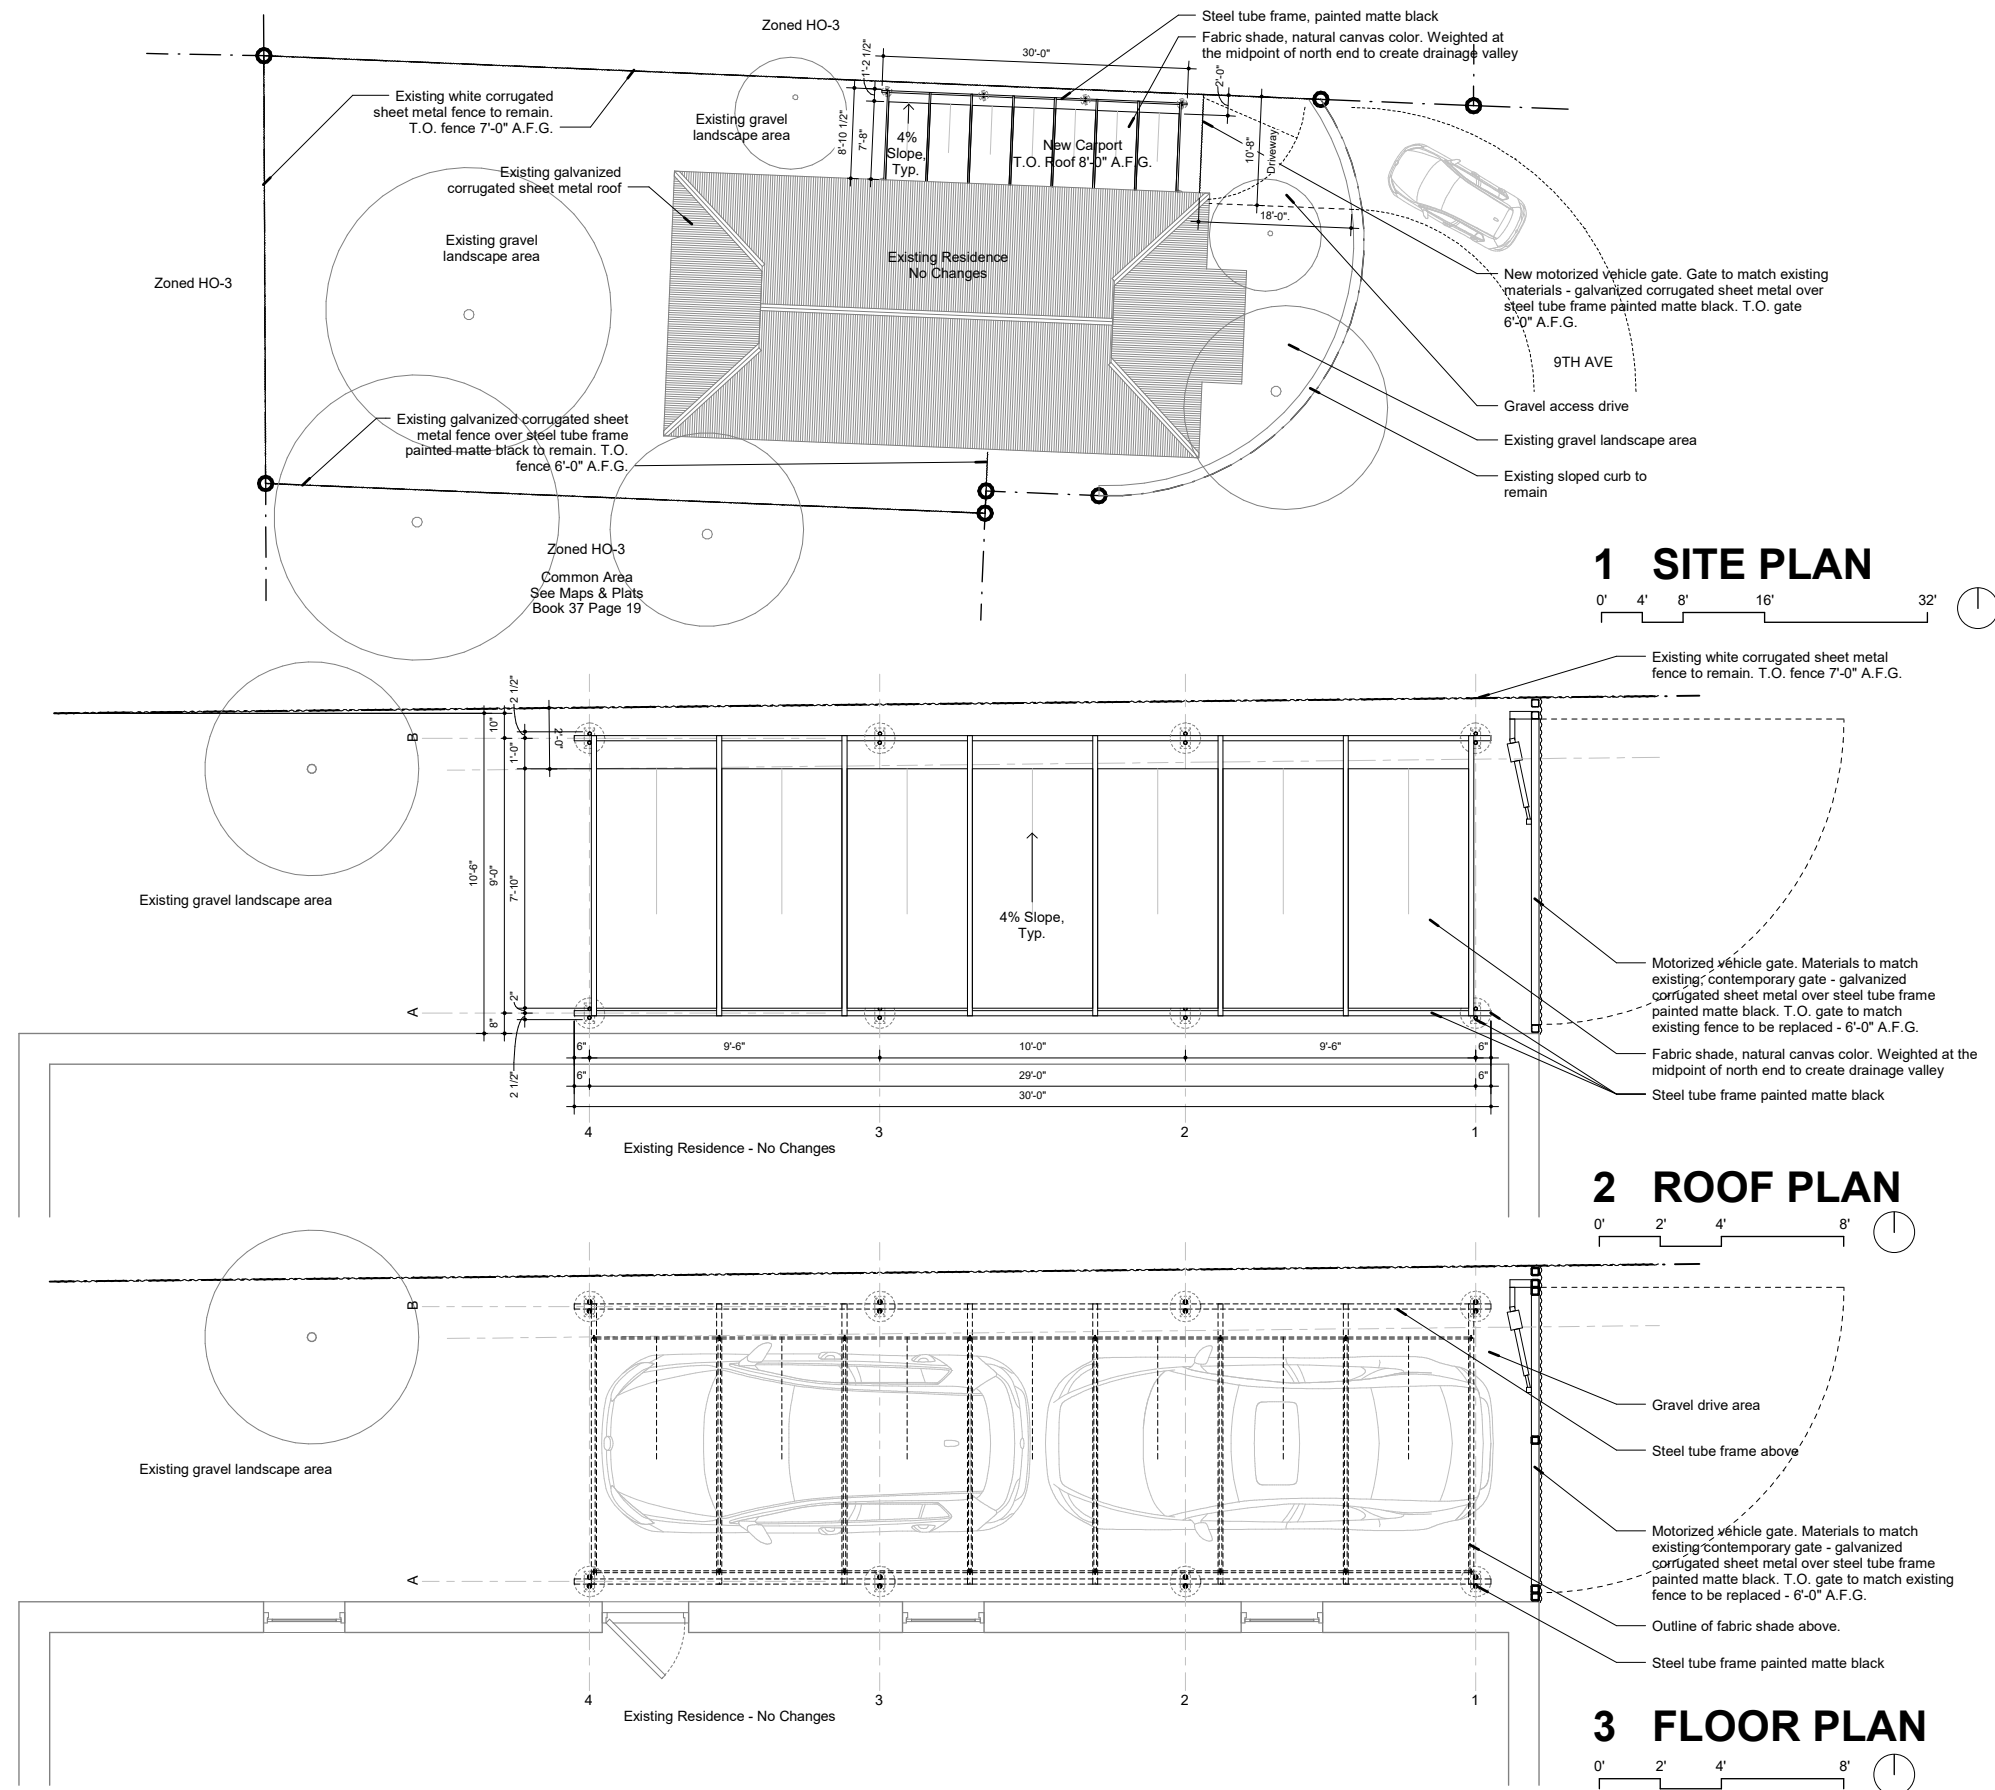 Zoned HO-3
Steel tube frame, painted matte black
Fabric shade, natural canvas color. Weighted at
the midpoint of north end to create drainage valley
30'-0"
1'-2 1/2"
2'-0"
Existing white corrugated
sheet metal fence to remain.
T.O. fence 7'-0" A.F.G.
Existing gravel
landscape area
8'-10 1/2"
7'-8"
4%
Slope,
Typ.
New Carport
T.O. Roof 8'-0" A.F.G.
10'-8"
Driveway
Existing galvanized
corrugated sheet metal roof
18'-0".
Existing gravel
landscape area
Existing Residence
No Changes
Zoned HO-3
New motorized vehicle gate. Gate to match existing
materials - galvanized corrugated sheet metal over
steel tube frame painted matte black. T.O. gate
6'-0" A.F.G.
9TH AVE
Gravel access drive
Existing galvanized corrugated sheet
metal fence over steel tube frame
painted matte black to remain. T.O.
fence 6'-0" A.F.G.
Existing gravel landscape area
Existing sloped curb to
remain
Zoned HO-3
Common Area
See Maps & Plats
Book 37 Page 19
1 SITE PLAN
0' 4' 8' 16' 32'
Existing white corrugated sheet metal
fence to remain. T.O. fence 7'-0" A.F.G.
2 1/2"
10"
1'-0"
2'-0"
B
10'-6"
9'-0"
7'-10"
Existing gravel landscape area
4% Slope,
Typ.
2"
A
8"
2 1/2"
6" 9'-6" 10'-0" 9'-6" 6"
6" 29'-0" 6"
30'-0"
Motorized vehicle gate. Materials to match
existing, contemporary gate - galvanized
corrugated sheet metal over steel tube frame
painted matte black. T.O. gate to match
existing fence to be replaced - 6'-0" A.F.G.
Fabric shade, natural canvas color. Weighted at the
midpoint of north end to create drainage valley
Steel tube frame painted matte black
4 3 2 1
Existing Residence - No Changes
2 ROOF PLAN
0' 2' 4' 8'
B
Existing gravel landscape area
A
Gravel drive area
Steel tube frame above
Motorized vehicle gate. Materials to match
existing contemporary gate - galvanized
corrugated sheet metal over steel tube frame
painted matte black. T.O. gate to match existing
fence to be replaced - 6'-0" A.F.G.
Outline of fabric shade above.
Steel tube frame painted matte black
4 3 2 1
Existing Residence - No Changes
3 FLOOR PLAN
0' 2' 4' 8'